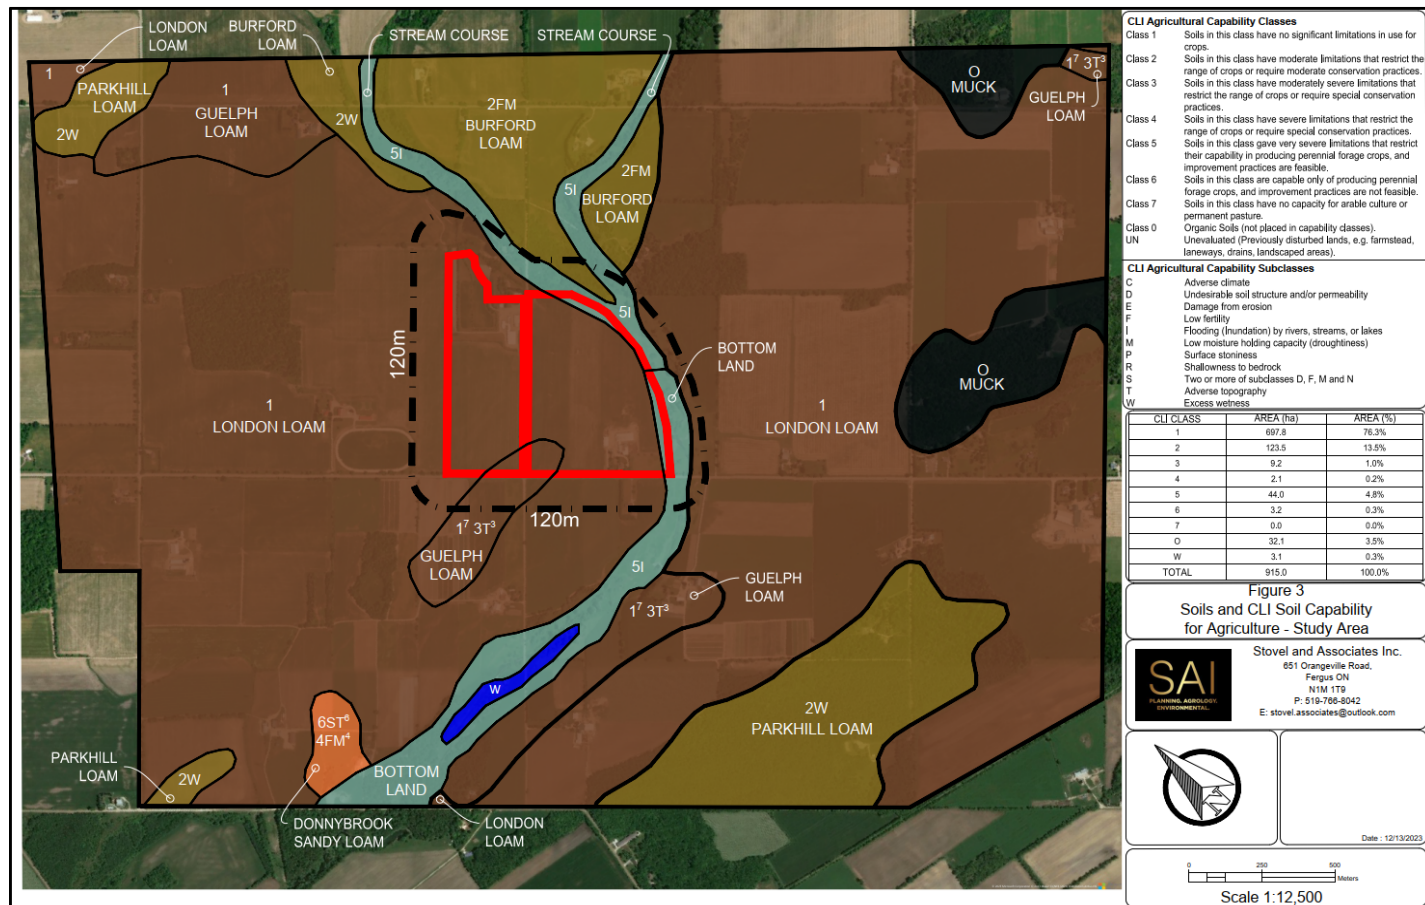 LONDON
LOAM
BURFORD
LOAM
STREAM COURSE
STREAM COURSE
1
PARKHILL
LOAM
2W
1
GUELPH
LOAM
2W
5I
2FM
BURFORD
LOAM
5I
2FM
BURFORD
LOAM
O
MUCK
1⁷ 3T³
GUELPH
LOAM
5I
120m
BOTTOM
LAND
O
MUCK
1
LONDON LOAM
1
LONDON LOAM
120m
1⁷ 3T³
GUELPH
LOAM
5I
1⁷ 3T³
GUELPH
LOAM
W
2W
PARKHILL LOAM
6ST⁶
4FM⁴
PARKHILL
LOAM
2W
BOTTOM
LAND
DONNYBROOK
SANDY LOAM
LONDON
LOAM
CLI Agricultural Capability Classes
Class 1 Soils in this class have no significant limitations in use for
crops.
Class 2 Soils in this class have moderate limitations that restrict the
range of crops or require moderate conservation practices.
Class 3 Soils in this class have moderately severe limitations that
restrict the range of crops or require special conservation
practices.
Class 4 Soils in this class have severe limitations that restrict the
range of crops or require special conservation practices.
Class 5 Soils in this class gave very severe limitations that restrict
their capability in producing perennial forage crops, and
improvement practices are feasible.
Class 6 Soils in this class are capable only of producing perennial
forage crops, and improvement practices are not feasible.
Class 7 Soils in this class have no capacity for arable culture or
permanent pasture.
Class 0 Organic Soils (not placed in capability classes).
UN Unevaluated (Previously disturbed lands, e.g. farmstead,
laneways, drains, landscaped areas).
CLI Agricultural Capability Subclasses
C Adverse climate
D Undesirable soil structure and/or permeability
E Damage from erosion
F Low fertility
I Flooding (Inundation) by rivers, streams, or lakes
M Low moisture holding capacity (droughtiness)
P Surface stoniness
R Shallowness to bedrock
S Two or more of subclasses D, F, M and N
T Adverse topography
W Excess wetness
CLI CLASS AREA (ha) AREA (%)
1 697.8 76.3%
2 123.5 13.5%
3 9.2 1.0%
4 2.1 0.2%
5 44.0 4.8%
6 3.2 0.3%
7 0.0 0.0%
O 32.1 3.5%
W 3.1 0.3%
TOTAL 915.0 100.0%
Figure 3
Soils and CLI Soil Capability
for Agriculture - Study Area
SAI
PLANNING. AGROLOGY.
ENVIRONMENTAL.
Stovel and Associates Inc.
651 Orangeville Road,
Fergus ON
N1M 1T9
P: 519-766-8042
E: stovel.associates@outlook.com
N
Date : 12/13/2023
0 250 500
Meters
Scale 1:12,500